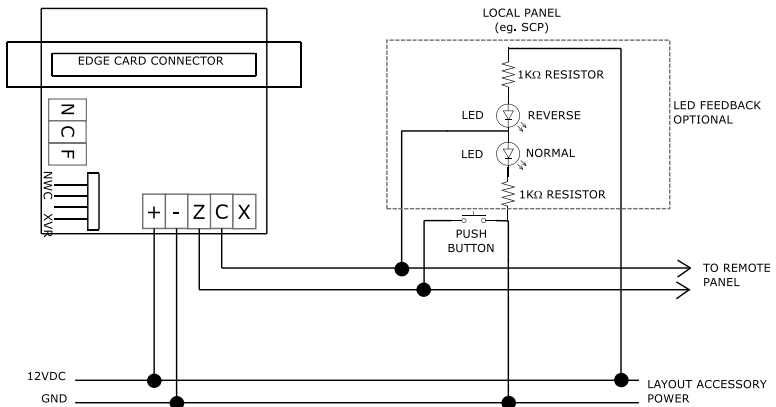 LOCAL PANEL
(eg. SCP)
EDGE CARD CONNECTOR
1KΩ RESISTOR
LED REVERSE
LED FEEDBACK
OPTIONAL
LED NORMAL
1KΩ RESISTOR
N
C
F
NWC XVR
+ - Z C X
PUSH
BUTTON
TO REMOTE
PANEL
12VDC
GND
LAYOUT ACCESSORY
POWER